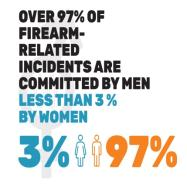 OVER 97% OF
FIREARM-
RELATED
INCIDENTS ARE
COMMITTED BY MEN
LESS THAN 3 %
BY WOMEN
3% 97%